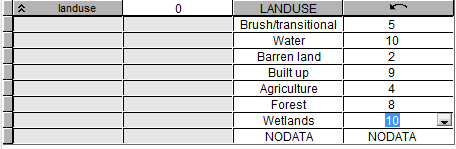 landuse 0 LANDUSE
Brush/transitional 5
Water 10
Barren land 2
Built up 9
Agriculture 4
Forest 8
Wetlands 10
NODATA NODATA